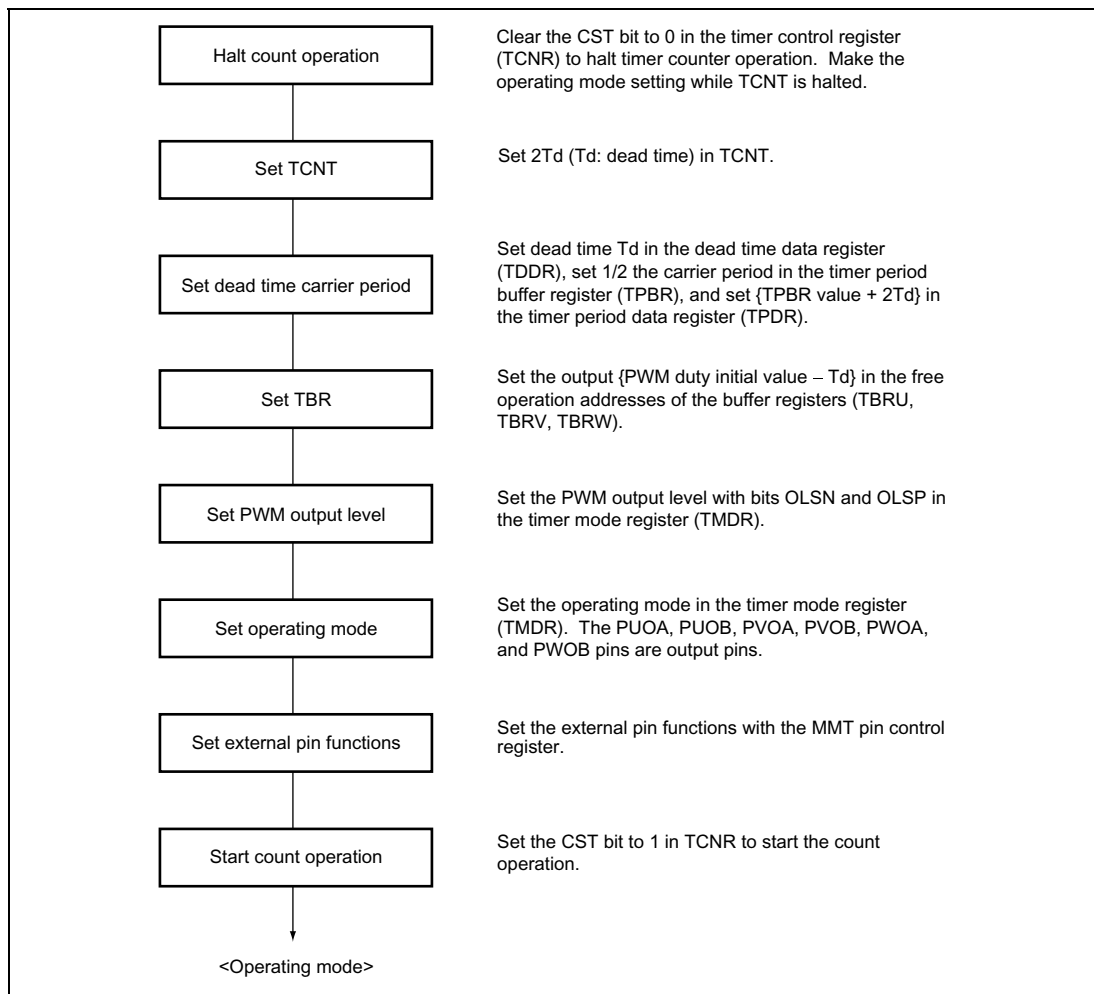 Halt count operation
Clear the CST bit to 0 in the timer control register
(TCNR) to halt timer counter operation.  Make the
operating mode setting while TCNT is halted.
Set TCNT
Set 2Td (Td: dead time) in TCNT.
Set dead time carrier period
Set dead time Td in the dead time data register
(TDDR), set 1/2 the carrier period in the timer period
buffer register (TPBR), and set {TPBR value + 2Td} in
the timer period data register (TPDR).
Set TBR
Set the output {PWM duty initial value – Td} in the free
operation addresses of the buffer registers (TBRU,
TBRV, TBRW).
Set PWM output level
Set the PWM output level with bits OLSN and OLSP in
the timer mode register (TMDR).
Set operating mode
Set the operating mode in the timer mode register
(TMDR).  The PUOA, PUOB, PVOA, PVOB, PWOA,
and PWOB pins are output pins.
Set external pin functions
Set the external pin functions with the MMT pin control
register.
Start count operation
Set the CST bit to 1 in TCNR to start the count
operation.
<Operating mode>